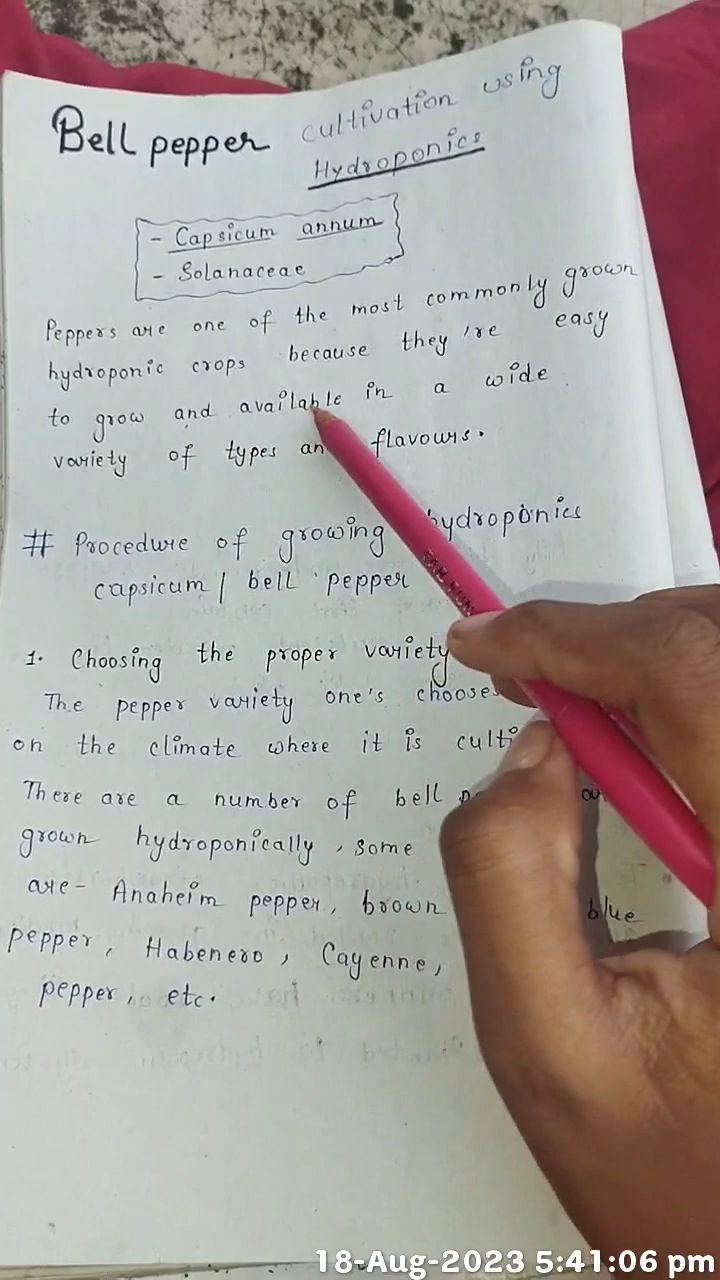 Bell pepper cultivation using
Hydroponics
- Capsicum annum
- Solanaceae
Peppers are one of the most commonly grown
hydroponic crops because they're easy
to grow and available in a wide
variety of types an flavours.
# Procedure of growing hydroponics
capsicum / bell pepper
1. Choosing the proper variety
The pepper variety one's chooses
on the climate where it is culti
There are a number of bell
grown hydroponically, some
are- Anaheim pepper, brown blue
pepper, Habenero, Cayenne,
pepper, etc.
18-Aug-2023 5:41:06 pm